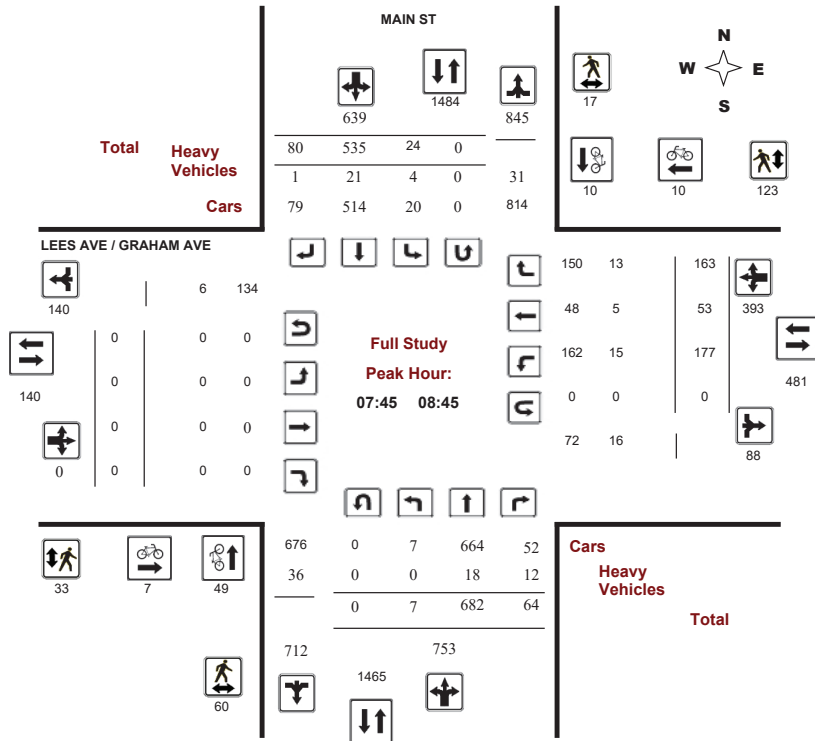 MAIN ST
N
W E
S
1484
17
639 845
Total Heavy Vehicles
80 535 24 0
1 21 4 0 31
Cars 79 514 20 0 814
10 10 123
LEES AVE / GRAHAM AVE
140 6 134
150 13 163
393
0 0 0
48 5 53
Full Study
Peak Hour:
07:45 08:45
140
0 0 0
162 15 177
481
0 0 0
0 0 0
0
0 0 0
72 16
88
676 0 7 664 52 Cars
36 0 0 18 12 Heavy Vehicles
0 7 682 64 Total
33 7 49
712 753
1465
60